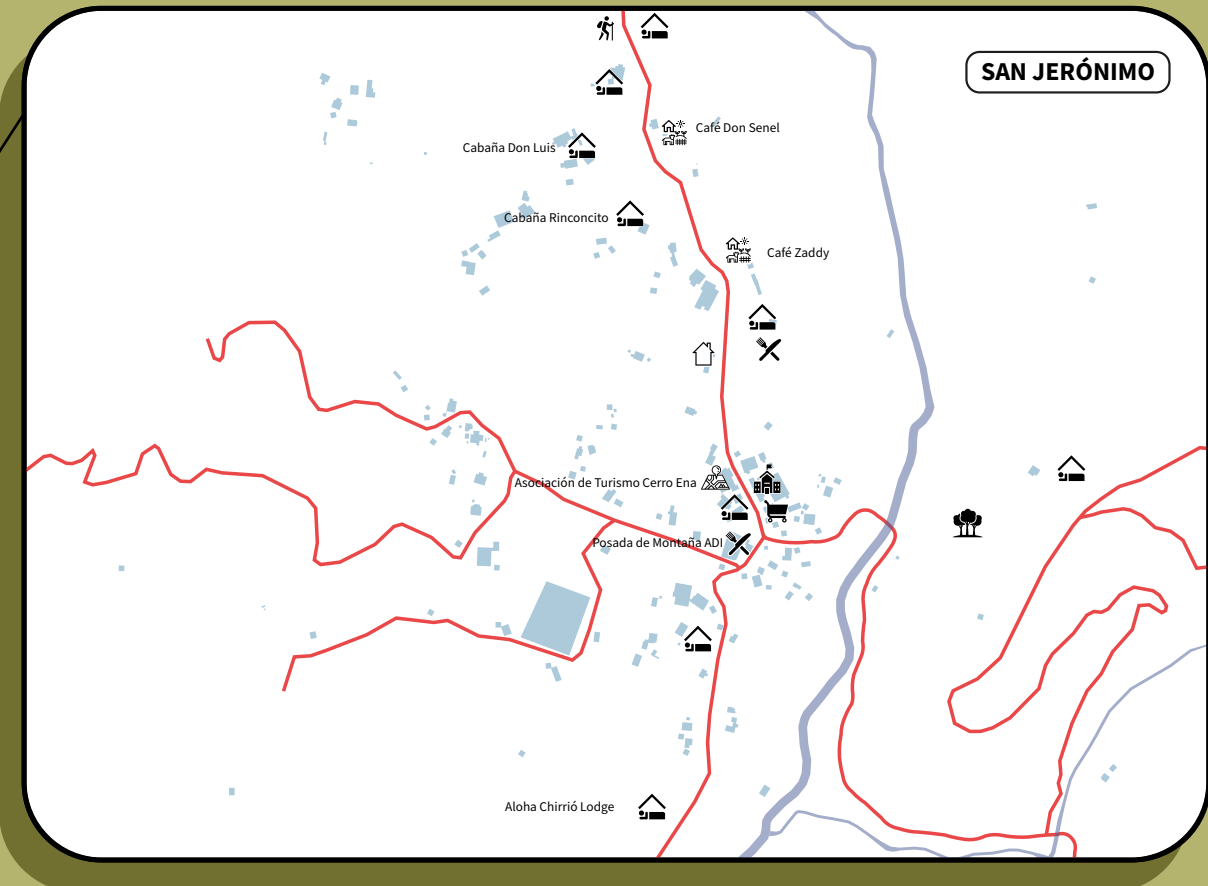 SAN JERÓNIMO
Café Don Senel
Cabaña Don Luis
Cabaña Rinconcito
Café Zaddy
Asociación de Turismo Cerro Ena
Posada de Montaña ADI
Aloha Chirrió Lodge